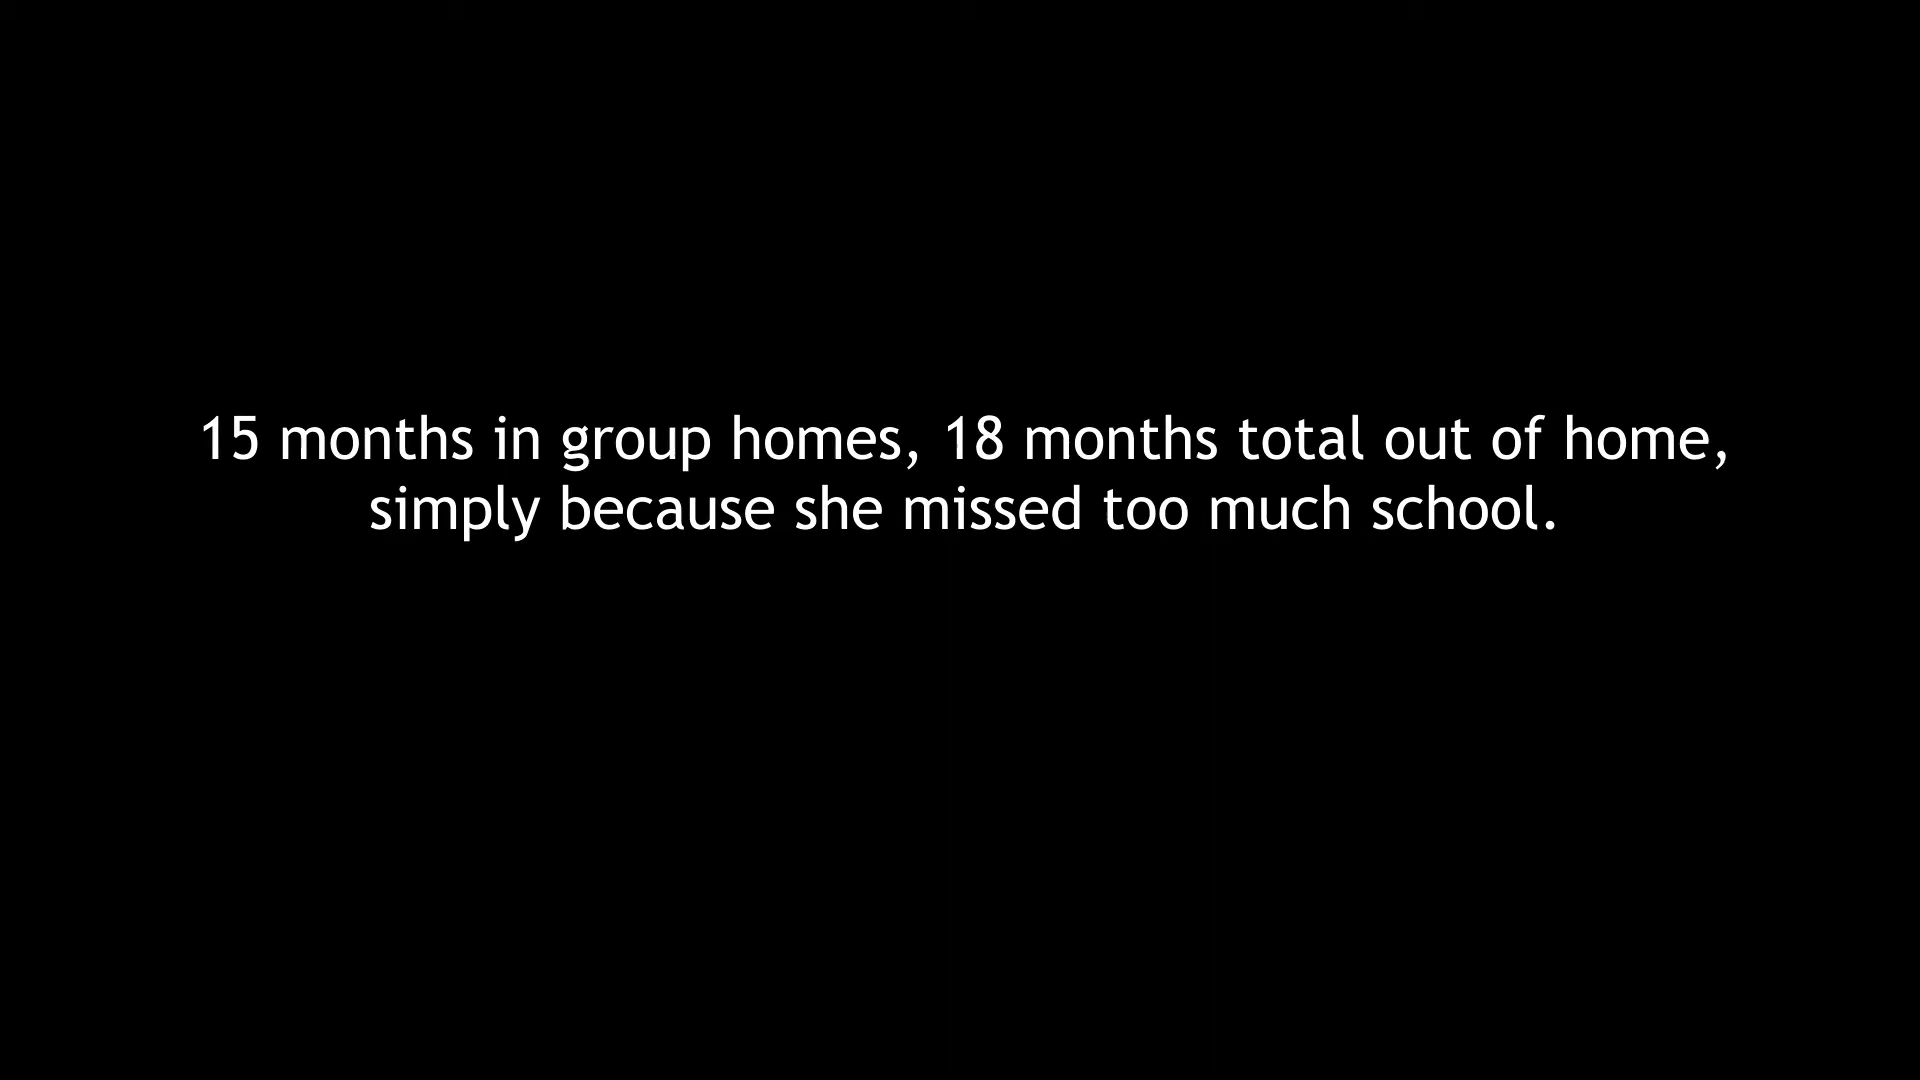 15 months in group homes, 18 months total out of home,
simply because she missed too much school.